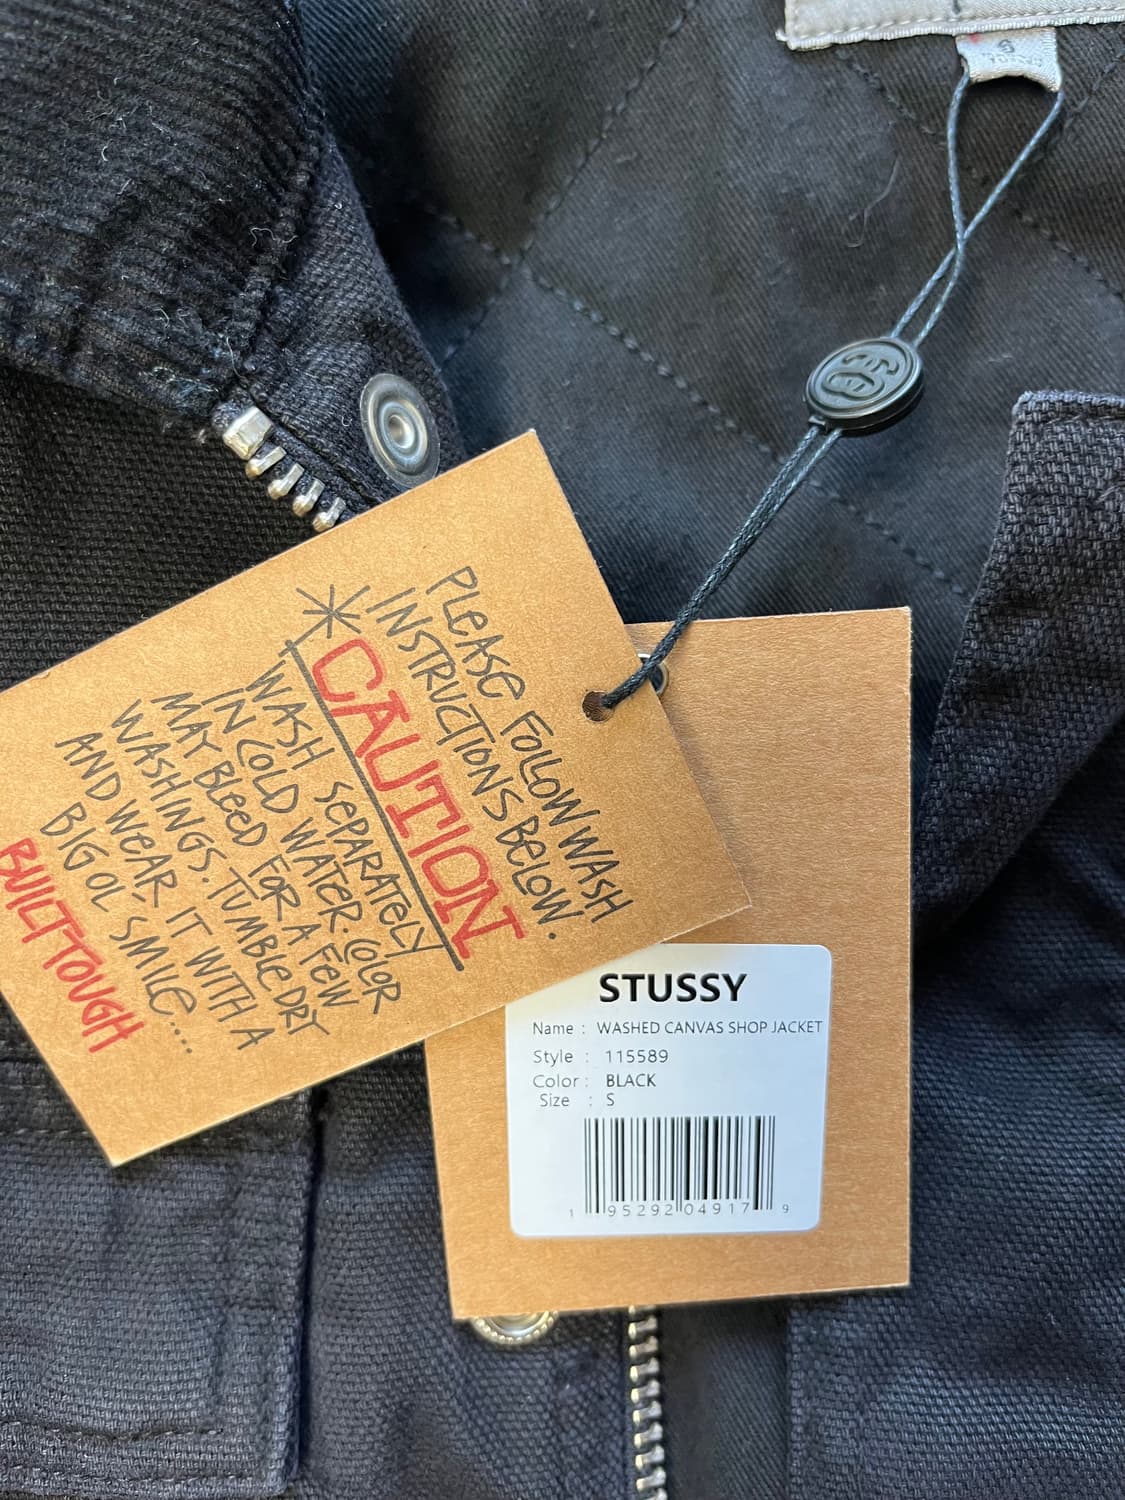 PLEASE FOLLOW WASH
INSTRUCTIONS BELOW.
* CAUTION
WASH SEPARATELY
IN COLD WATER. COLOR
MAY BLEED FOR A FEW
WASHINGS. TUMBLE DRY
AND WEAR IT WITH A
BIG OL SMILE....
BUILT TOUGH
STUSSY
Name : WASHED CANVAS SHOP JACKET
Style : 115589
Color : BLACK
Size : S
1 95292 04917 9
S